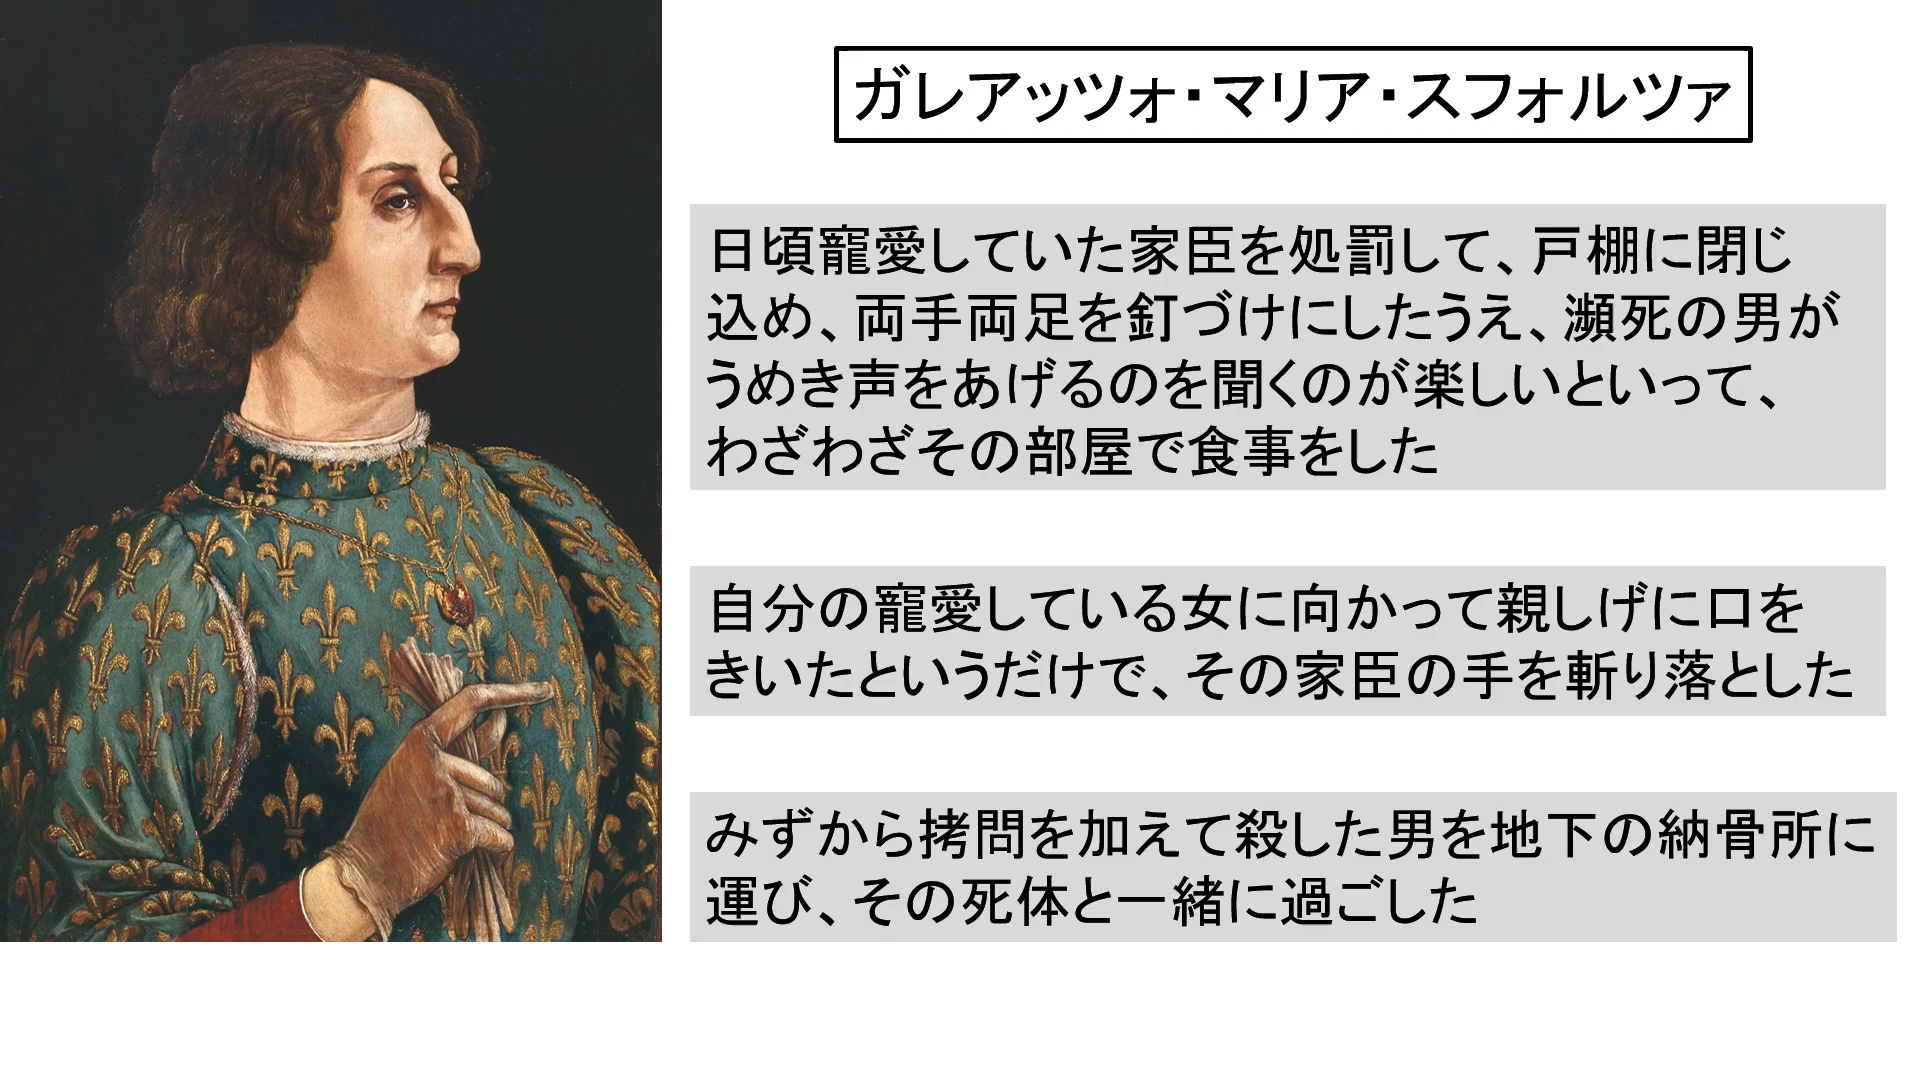 ガレアッツォ・マリア・スフォルツァ
日頃寵愛していた家臣を処罰して、戸棚に閉じ
込め、両手両足を釘づけにしたうえ、瀕死の男が
うめき声をあげるのを聞くのが楽しいといって、
わざわざその部屋で食事をした
自分の寵愛している女に向かって親しげに口を
きいたというだけで、その家臣の手を斬り落とした
みずから拷問を加えて殺した男を地下の納骨所に
運び、その死体と一緒に過ごした